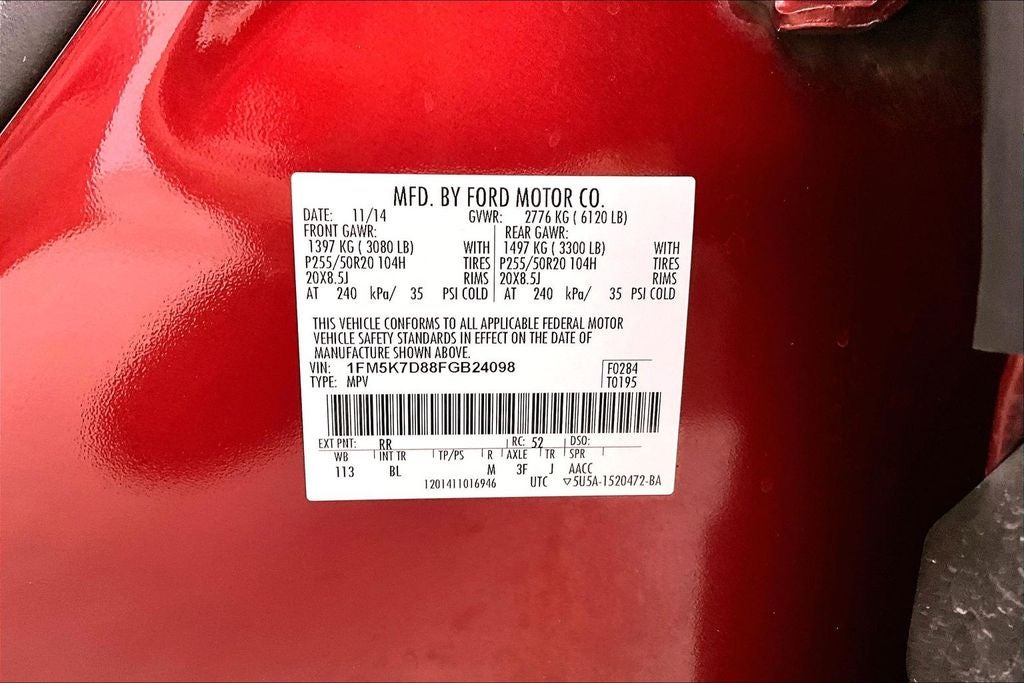 MFD. BY FORD MOTOR CO.
DATE: 11/14 GVWR: 2776 KG ( 6120 LB)
FRONT GAWR: REAR GAWR:
1397 KG ( 3080 LB) WITH 1497 KG ( 3300 LB) WITH
P255/50R20 104H TIRES P255/50R20 104H TIRES
20X8.5J RIMS 20X8.5J RIMS
AT 240 kPa/ 35 PSI COLD AT 240 kPa/ 35 PSI COLD
THIS VEHICLE CONFORMS TO ALL APPLICABLE FEDERAL MOTOR
VEHICLE SAFETY STANDARDS IN EFFECT ON THE DATE OF
MANUFACTURE SHOWN ABOVE.
VIN: 1FM5K7D88FGB24098 F0284
TYPE: MPV T0195
EXT PNT: RR RC: 52 DSO:
WB INT TR TP/PS R AXLE TR SPR
113 BL M 3F J AACC
1201411016946 UTC ▽5U5A-1520472-BA